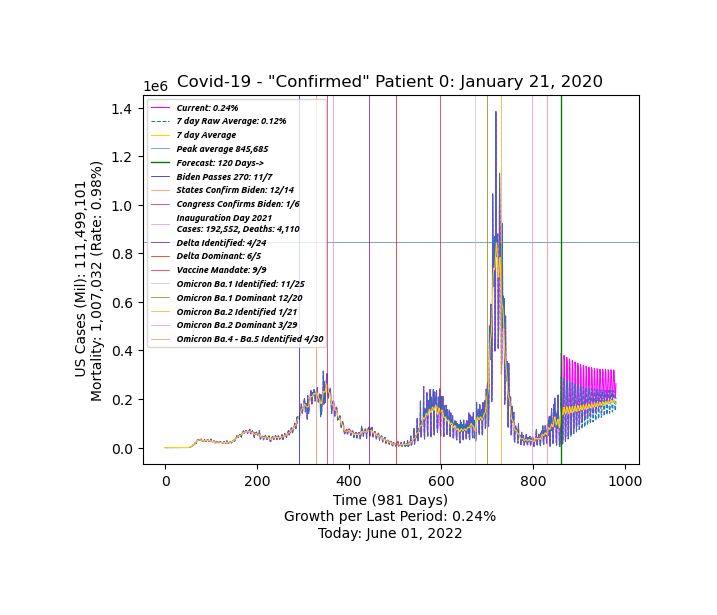 Covid-19 - "Confirmed" Patient 0: January 21, 2020
1e6
1.4
1.2
1.0
0.8
0.6
0.4
0.2
0.0
US Cases (Mil): 111,499,101
Mortality: 1,007,032 (Rate: 0.98%)
Current: 0.24%
7 day Raw Average: 0.12%
7 day Average
Peak average 845,685
Forecast: 120 Days->
Biden Passes 270: 11/7
States Confirm Biden: 12/14
Congress Confirms Biden: 1/6
Inauguration Day 2021
Cases: 192,552, Deaths: 4,110
Delta Identified: 4/24
Delta Dominant: 6/5
Vaccine Mandate: 9/9
Omicron Ba.1 Identified: 11/25
Omicron Ba.1 Dominant 12/20
Omicron Ba.2 Identified 1/21
Omicron Ba.2 Dominant 3/29
Omicron Ba.4 - Ba.5 Identified 4/30
0 200 400 600 800 1000
Time (981 Days)
Growth per Last Period: 0.24%
Today: June 01, 2022